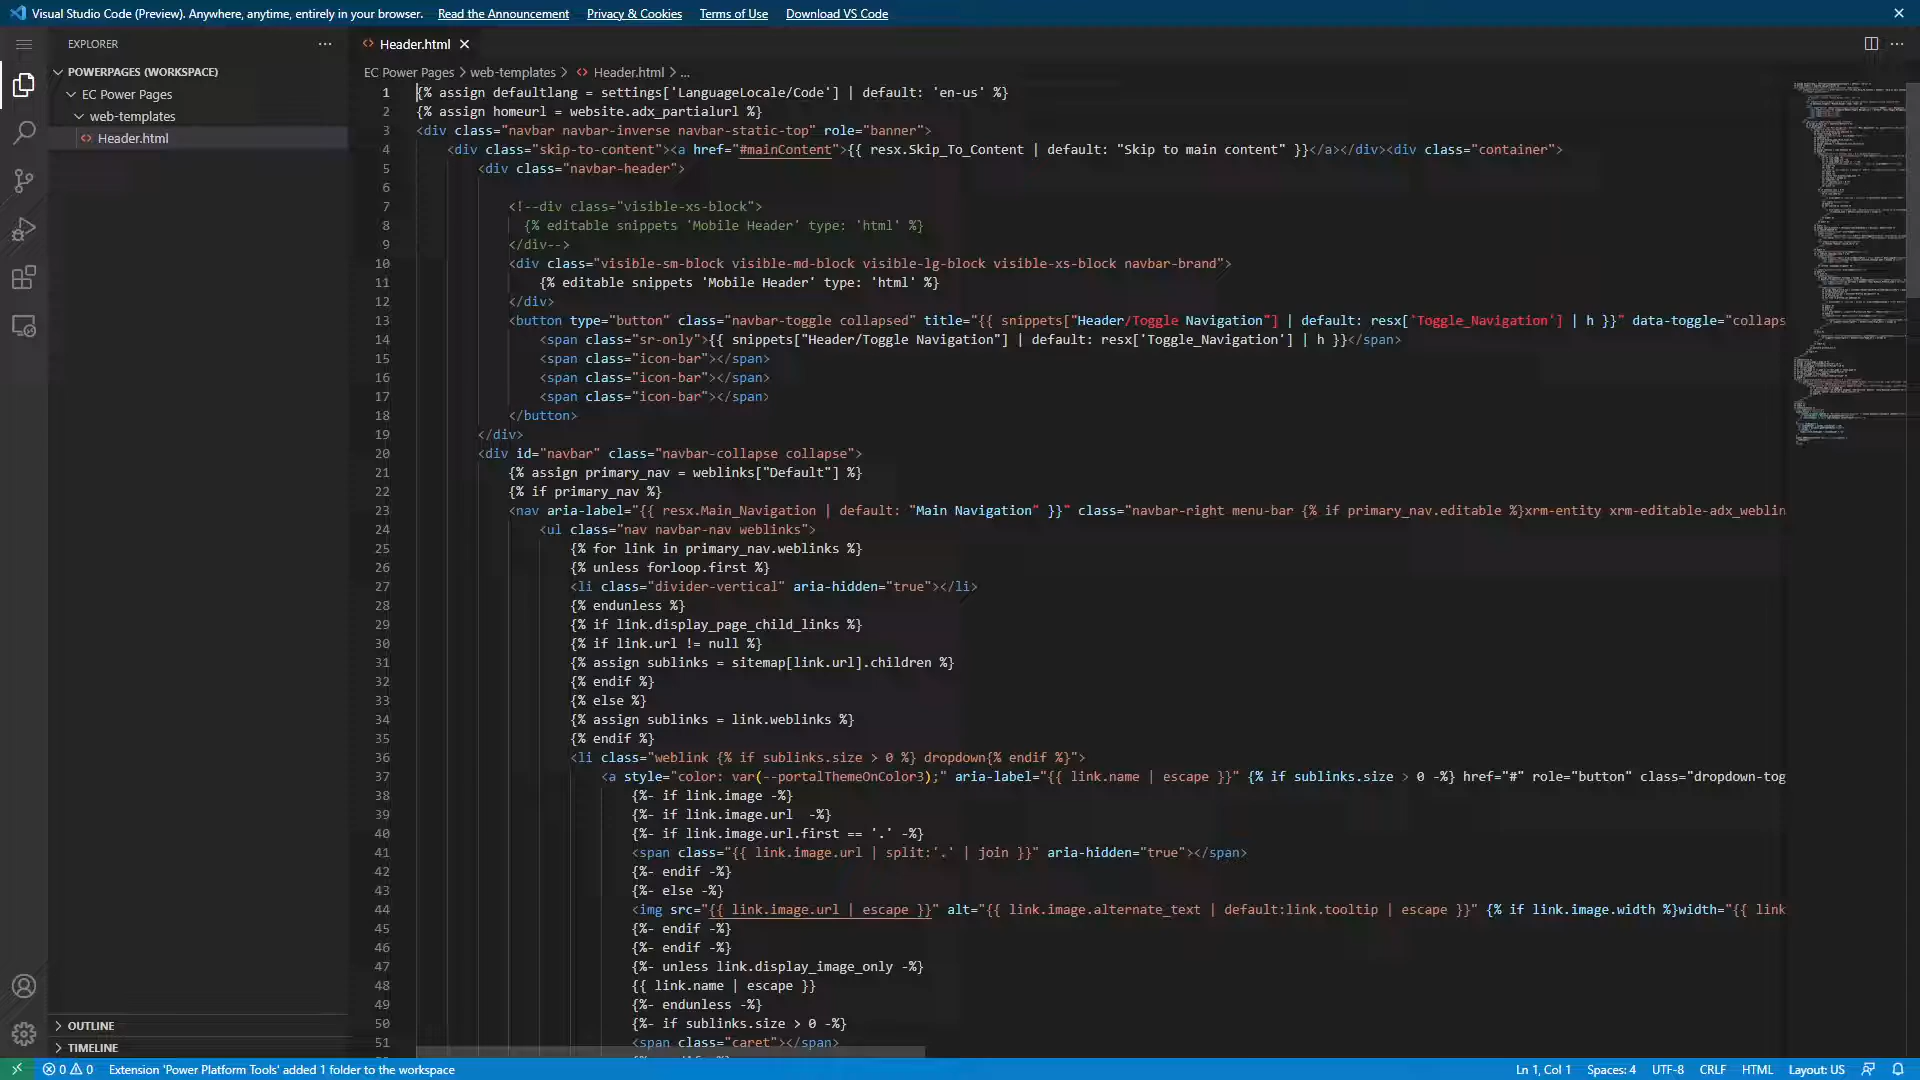 Visual Studio Code (Preview). Anywhere, anytime, entirely in your browser. Read the Announcement Privacy & Cookies Terms of Use Download VS Code
EXPLORER
Header.html
POWERPAGES (WORKSPACE)
EC Power Pages
web-templates
Header.html
OUTLINE
TIMELINE
EC Power Pages > web-templates > Header.html > ...
1 {% assign defaultlang = settings['LanguageLocale/Code'] | default: 'en-us' %}
2 {% assign homeurl = website.adx_partialurl %}
3 <div class="navbar navbar-inverse navbar-static-top" role="banner">
4 <div class="skip-to-content"><a href="#mainContent">{{ resx.Skip_To_Content | default: "Skip to main content" }}</a></div><div class="container">
5 <div class="navbar-header">
6
7 <!--div class="visible-xs-block">
8 {% editable snippets 'Mobile Header' type: 'html' %}
9 </div-->
10 <div class="visible-sm-block visible-md-block visible-lg-block visible-xs-block navbar-brand">
11 {% editable snippets 'Mobile Header' type: 'html' %}
12 </div>
13 <button type="button" class="navbar-toggle collapsed" title="{{ snippets["Header/Toggle Navigation"] | default: resx['Toggle_Navigation'] | h }}" data-toggle="collaps
14 <span class="sr-only">{{ snippets["Header/Toggle Navigation"] | default: resx['Toggle_Navigation'] | h }}</span>
15 <span class="icon-bar"></span>
16 <span class="icon-bar"></span>
17 <span class="icon-bar"></span>
18 </button>
19 </div>
20 <div id="navbar" class="navbar-collapse collapse">
21 {% assign primary_nav = weblinks["Default"] %}
22 {% if primary_nav %}
23 <nav aria-label="{{ resx.Main_Navigation | default: "Main Navigation" }}" class="navbar-right menu-bar {% if primary_nav.editable %}xrm-entity xrm-editable-adx_weblin
24 <ul class="nav navbar-nav weblinks">
25 {% for link in primary_nav.weblinks %}
26 {% unless forloop.first %}
27 <li class="divider-vertical" aria-hidden="true"></li>
28 {% endunless %}
29 {% if link.display_page_child_links %}
30 {% if link.url != null %}
31 {% assign sublinks = sitemap[link.url].children %}
32 {% endif %}
33 {% else %}
34 {% assign sublinks = link.weblinks %}
35 {% endif %}
36 <li class="weblink {% if sublinks.size > 0 %} dropdown{% endif %}">
37 <a style="color: var(--portalThemeOnColor3);" aria-label="{{ link.name | escape }}" {% if sublinks.size > 0 -%} href="#" role="button" class="dropdown-tog
38 {%- if link.image -%}
39 {%- if link.image.url -%}
40 {%- if link.image.url.first == '.' -%}
41 <span class="{{ link.image.url | split:'.' | join }}" aria-hidden="true"></span>
42 {%- endif -%}
43 {%- else -%}
44 <img src="{{ link.image.url | escape }}" alt="{{ link.image.alternate_text | default:link.tooltip | escape }}" {% if link.image.width %}width="{{ link
45 {%- endif -%}
46 {%- endif -%}
47 {%- unless link.display_image_only -%}
48 {{ link.name | escape }}
49 {%- endunless -%}
50 {%- if sublinks.size > 0 -%}
51 <span class="caret"></span>
0 0 Extension 'Power Platform Tools' added 1 folder to the workspace
Ln 1, Col 1 Spaces: 4 UTF-8 CRLF HTML Layout: US